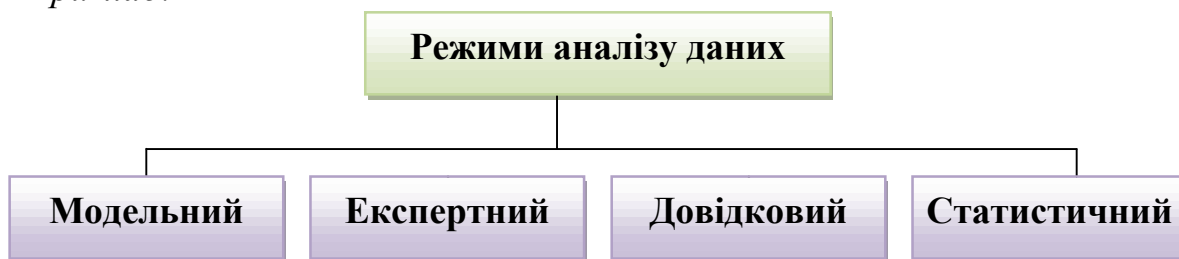 Режими аналізу даних
Модельний
Експертний
Довідковий
Статистичний